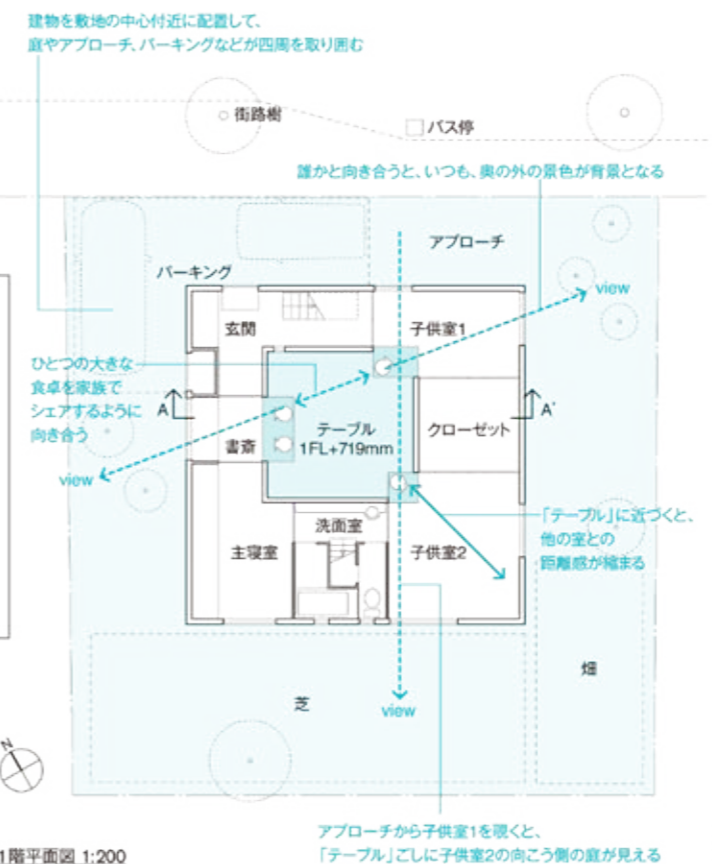 建物を敷地の中心付近に配置して、
庭やアプローチ、パーキングなどが四周を取り囲む
街路樹
バス停
誰かと向き合うと、いつも、奥の外の景色が背景となる
アプローチ
パーキング
view
玄関
子供室1
ひとつの大きな
食卓を家族で
シェアするように
向き合う
A
A'
テーブル
1FL+719mm
クローゼット
書斎
view
洗面室
「テーブル」に近づくと、
他の室との
距離感が縮まる
主寝室
子供室2
畑
芝
view
N
アプローチから子供室1を覗くと、
「テーブル」ごしに子供室2の向こう側の庭が見える
1階平面図 1:200